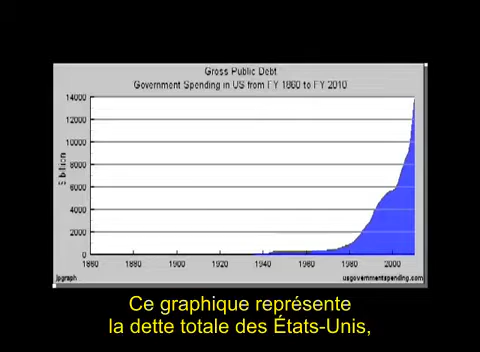 Gross Public Debt
Government Spending in US from FY 1860 to FY 2010
$ billion
14000
12000
10000
8000
6000
4000
2000
0
1860 1880 1900 1920 1940 1960 1980 2000
jpgraph
usgovernmentspending.com
Ce graphique représente
la dette totale des États-Unis,